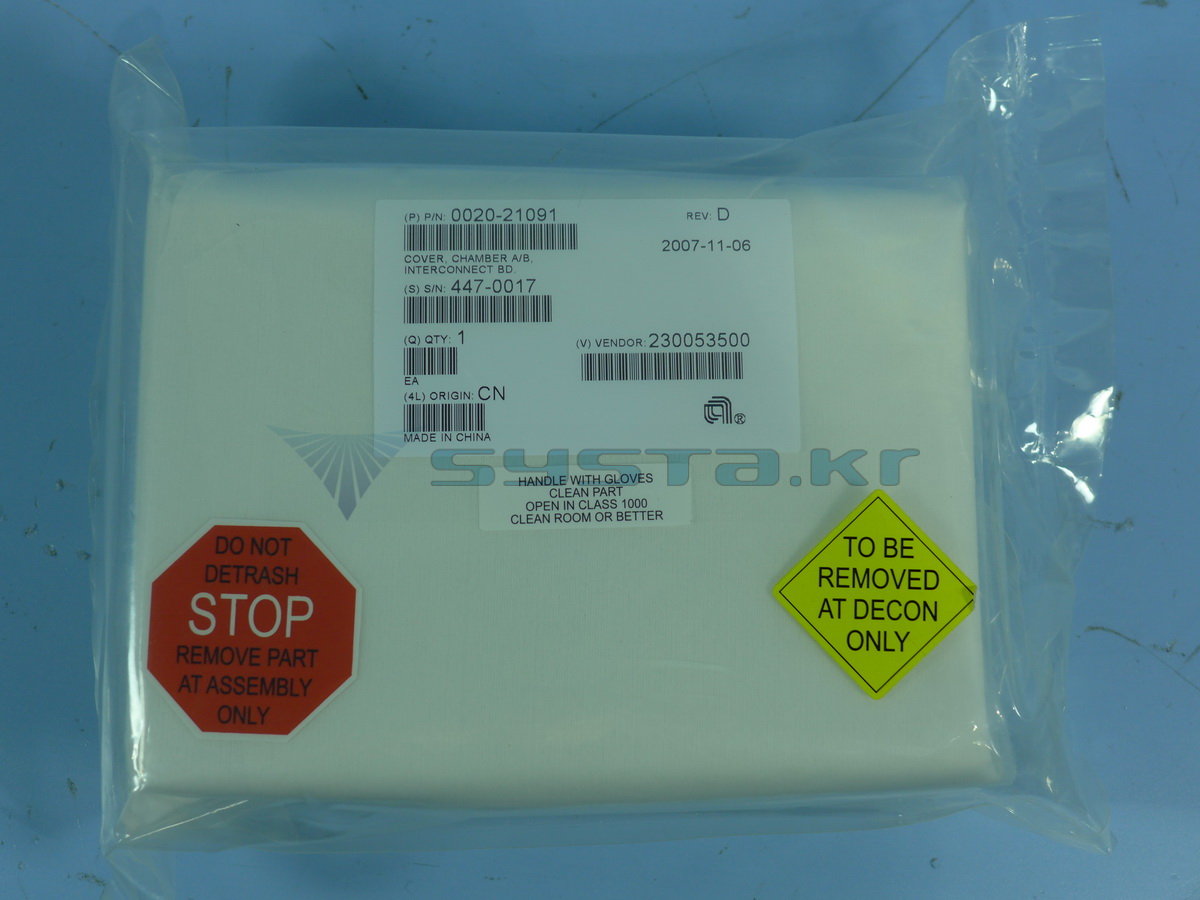 (P) P/N: 0020-21091
REV: D
2007-11-06
COVER, CHAMBER A/B,
INTERCONNECT BD.
(S) S/N: 447-0017
(Q) QTY: 1
(V) VENDOR: 230053500
EA
(4L) ORIGIN: CN
®
MADE IN CHINA
systa.kr
HANDLE WITH GLOVES
CLEAN PART
OPEN IN CLASS 1000
CLEAN ROOM OR BETTER
DO NOT
DETRASH
STOP
REMOVE PART
AT ASSEMBLY
ONLY
TO BE
REMOVED
AT DECON
ONLY